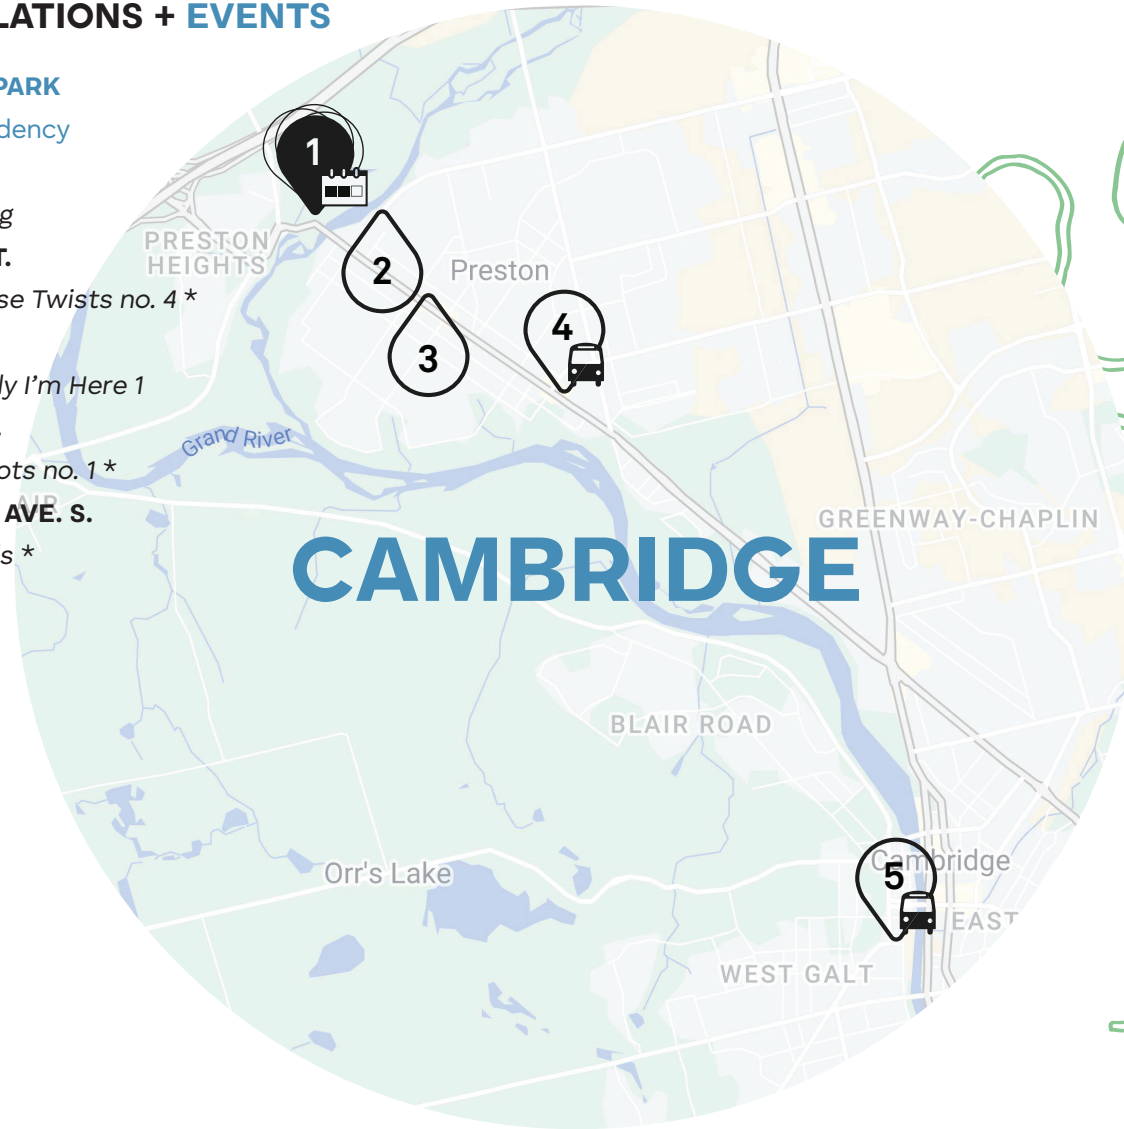 LATIONS + EVENTS
PARK
dency
g
T.
se Twists no. 4 *
ly I’m Here 1
ots no. 1 *
AVE. S.
s *
1
PRESTON
HEIGHTS
2
Preston
3
4
Grand River
AIR
GREENWAY-CHAPLIN
CAMBRIDGE
BLAIR ROAD
Orr's Lake
Cambridge
5
EAST
WEST GALT